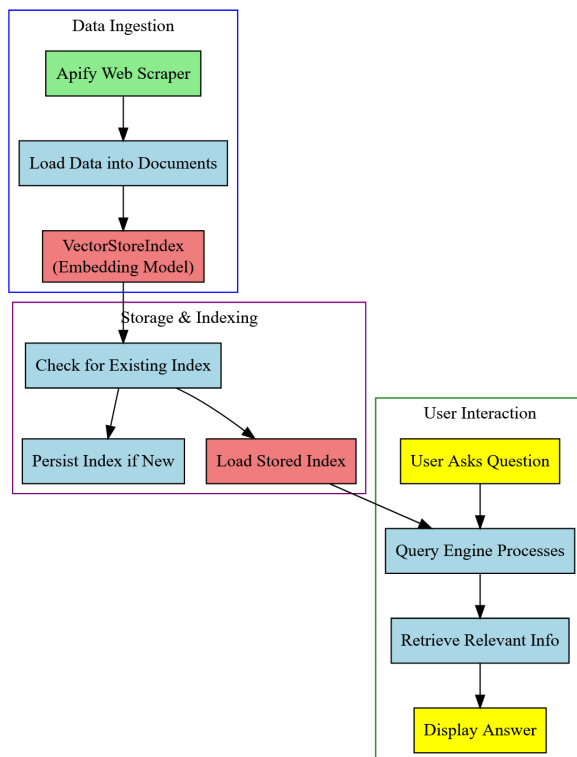 Data Ingestion
Apify Web Scraper
Load Data into Documents
VectorStoreIndex
(Embedding Model)
Storage & Indexing
Check for Existing Index
Persist Index if New
Load Stored Index
User Interaction
User Asks Question
Query Engine Processes
Retrieve Relevant Info
Display Answer